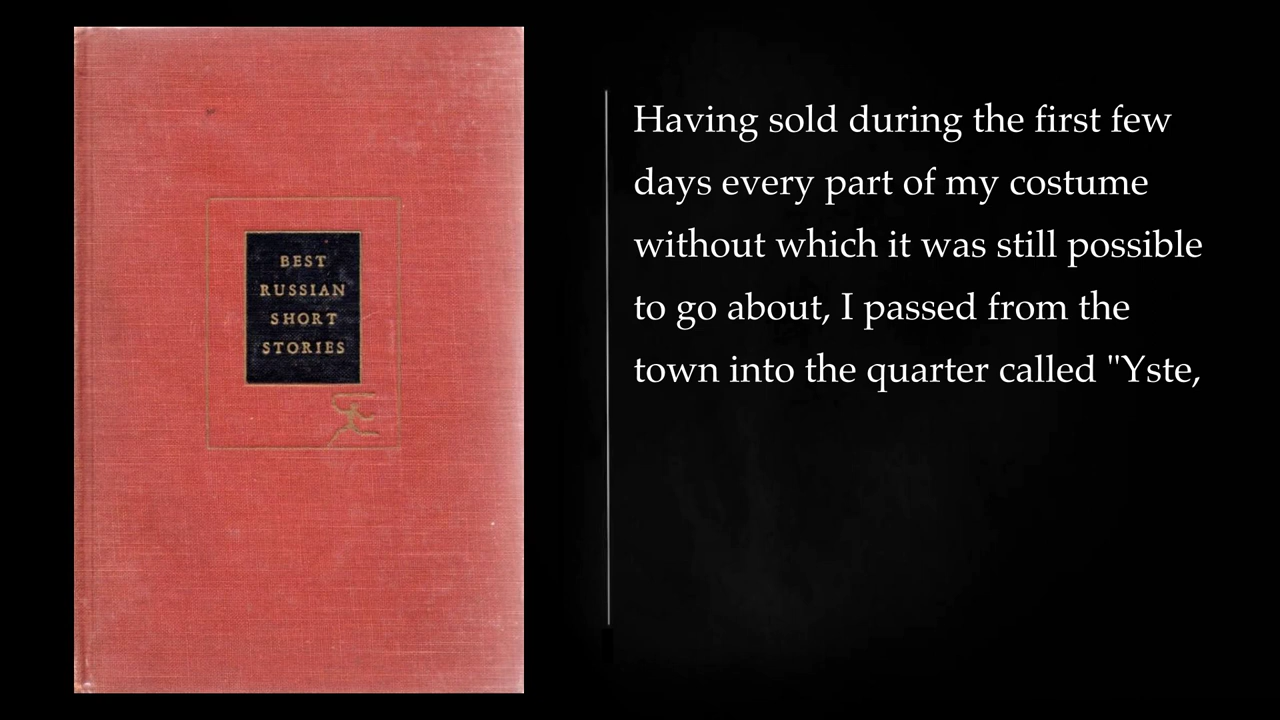 BEST
RUSSIAN
SHORT
STORIES
Having sold during the first few
days every part of my costume
without which it was still possible
to go about, I passed from the
town into the quarter called "Yste,